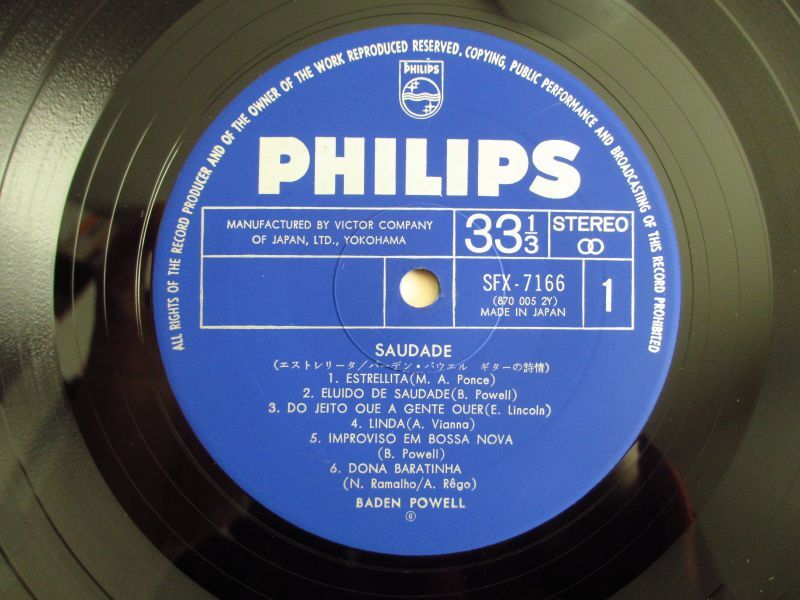 ALL RIGHTS OF THE RECORD PRODUCER AND OF THE OWNER OF THE WORK REPRODUCED RESERVED. COPYING, PUBLIC PERFORMANCE AND BROADCASTING OF THIS RECORD PROHIBITED
PHILIPS
PHILIPS
MANUFACTURED BY VICTOR COMPANY
OF JAPAN, LTD., YOKOHAMA
33 1/3
STEREO
SFX-7166
(870 005 2Y)
MADE IN JAPAN
1
SAUDADE
(エストレリータ/バーデン・パウエル ギターの詩情)
1. ESTRELLITA(M. A. Ponce)
2. ELUIDO DE SAUDADE(B. Powell)
3. DO JEITO OUE A GENTE OUER(E. Lincoln)
4. LINDA(A. Vianna)
5. IMPROVISO EM BOSSA NOVA
(B. Powell)
6. DONA BARATINHA
(N. Ramalho/A. Rêgo)
BADEN POWELL
⑥